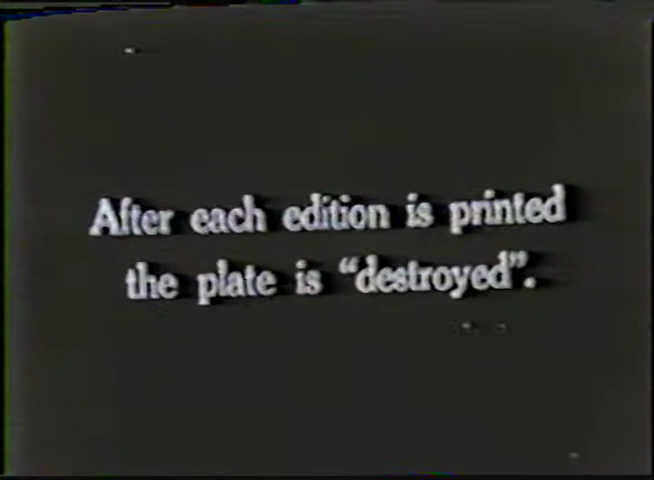 After each edition is printed
the plate is “destroyed”.